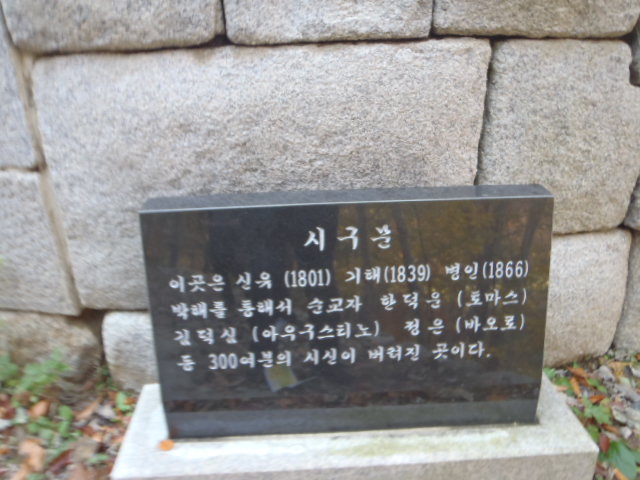 시구문
이곳은 신유 (1801) 기해(1839) 병인(1866)
박해를 통해서 순교자 한덕운 (토마스)
김덕심 (아우구스티노) 정은 (바오로)
등 300여분의 시신이 버려진 곳이다.